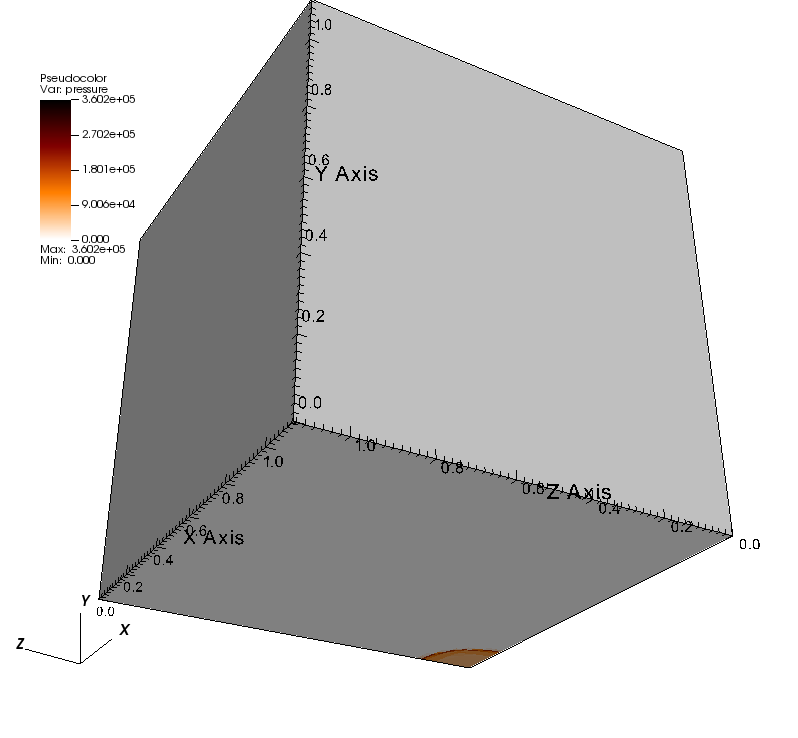 Pseudocolor
Var: pressure
3.602e+05
2.702e+05
1.801e+05
9.006e+04
0.000
Max: 3.602e+05
Min: 0.000
1.0
0.8
0.6
Y Axis
0.4
0.2
0.0
1.0
0.8
0.6
Z Axis
0.4
0.2
0.0
1.0
0.8
0.6
X Axis
0.4
0.2
0.0
Y
X
Z